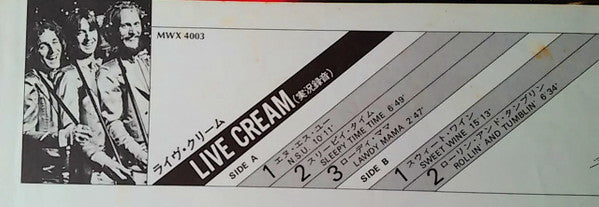 MWX 4003
ライヴ・クリーム
LIVE CREAM (実況録音)
SIDE A
1 エヌ・エス・ユー
N.S.U. 10'11"
2 スリーピィ・タイム
SLEEPY TIME TIME 6'49"
3 ローディ・ママ
LAWDY MAMA 2'47"
SIDE B
1 スウィート・ワイン
SWEET WINE 15'13"
2 ローリン・アンド・タンブリン
ROLLIN' AND TUMBLIN' 6'34"